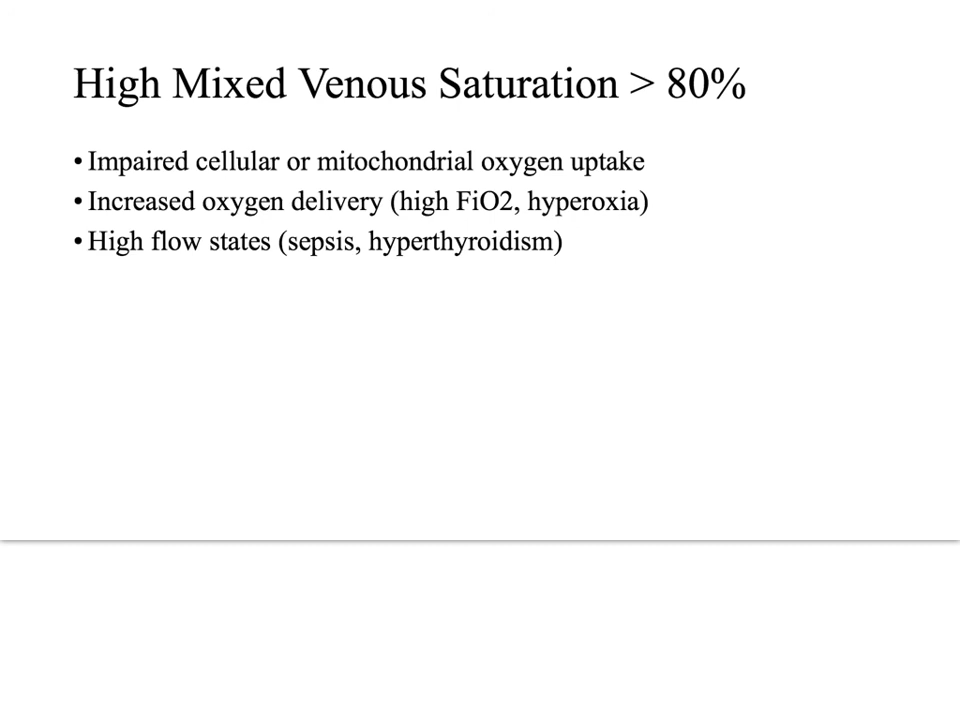 High Mixed Venous Saturation > 80%
• Impaired cellular or mitochondrial oxygen uptake
• Increased oxygen delivery (high FiO2, hyperoxia)
• High flow states (sepsis, hyperthyroidism)